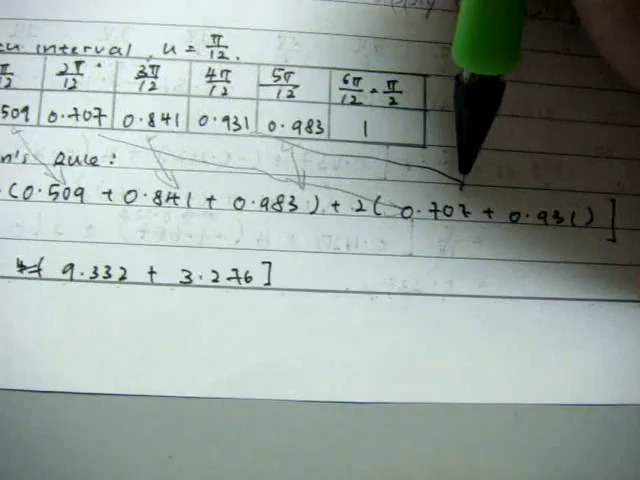 interval, u = π/12.
π/12 | 2π/12 | 3π/12 | 4π/12 | 5π/12 | 6π/12 = π/2
509 | 0.707 | 0.841 | 0.931 | 0.983 | 1
n's Rule:
(0.509 + 0.841 + 0.983) + 2( 0.707 + 0.931) ]
9.332 + 3.276]